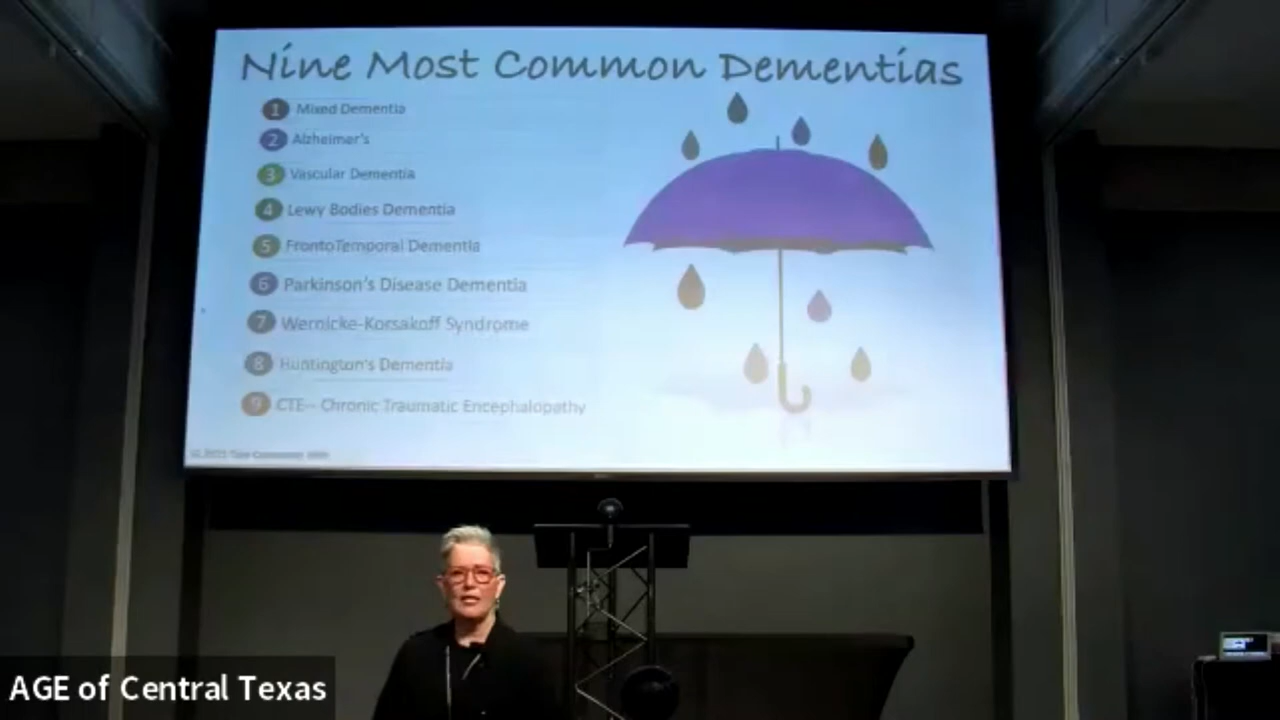 Nine Most Common Dementias
1 Mixed Dementia
2 Alzheimer's
3 Vascular Dementia
4 Lewy Bodies Dementia
5 FrontoTemporal Dementia
6 Parkinson's Disease Dementia
7 Wernicke-Korsakoff Syndrome
8 Huntington's Dementia
9 CTE-- Chronic Traumatic Encephalopathy
AGE of Central Texas